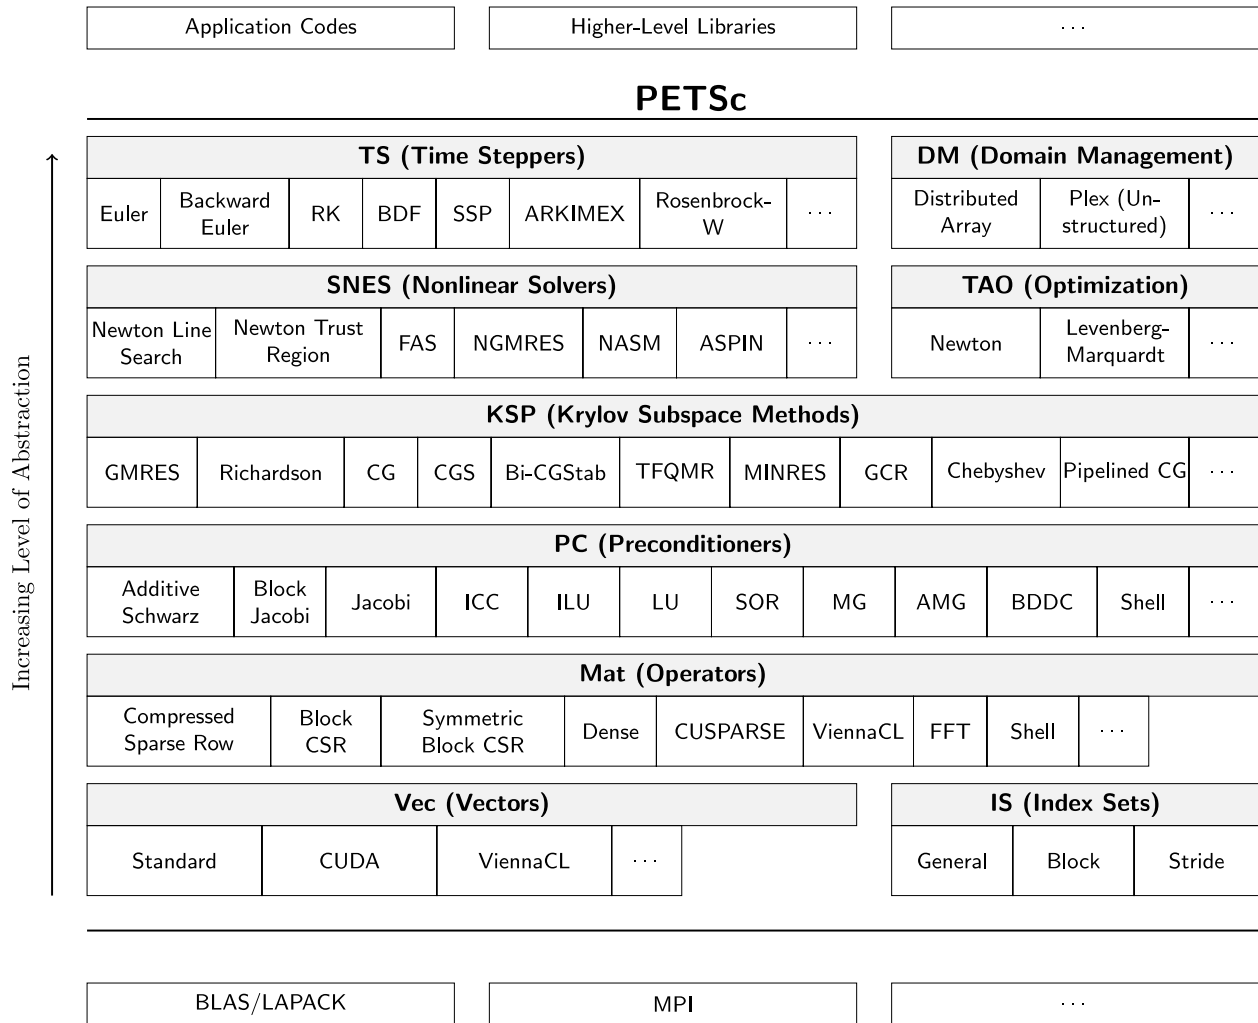 Application Codes
Higher-Level Libraries
· · ·
PETSc
Increasing Level of Abstraction
TS (Time Steppers)
Euler
Backward
Euler
RK
BDF
SSP
ARKIMEX
Rosenbrock-
W
· · ·
DM (Domain Management)
Distributed
Array
Plex (Un-
structured)
· · ·
SNES (Nonlinear Solvers)
Newton Line
Search
Newton Trust
Region
FAS
NGMRES
NASM
ASPIN
· · ·
TAO (Optimization)
Newton
Levenberg-
Marquardt
· · ·
KSP (Krylov Subspace Methods)
GMRES
Richardson
CG
CGS
Bi-CGStab
TFQMR
MINRES
GCR
Chebyshev
Pipelined CG
· · ·
PC (Preconditioners)
Additive
Schwarz
Block
Jacobi
Jacobi
ICC
ILU
LU
SOR
MG
AMG
BDDC
Shell
· · ·
Mat (Operators)
Compressed
Sparse Row
Block
CSR
Symmetric
Block CSR
Dense
CUSPARSE
ViennaCL
FFT
Shell
· · ·
Vec (Vectors)
Standard
CUDA
ViennaCL
· · ·
IS (Index Sets)
General
Block
Stride
BLAS/LAPACK
MPI
· · ·